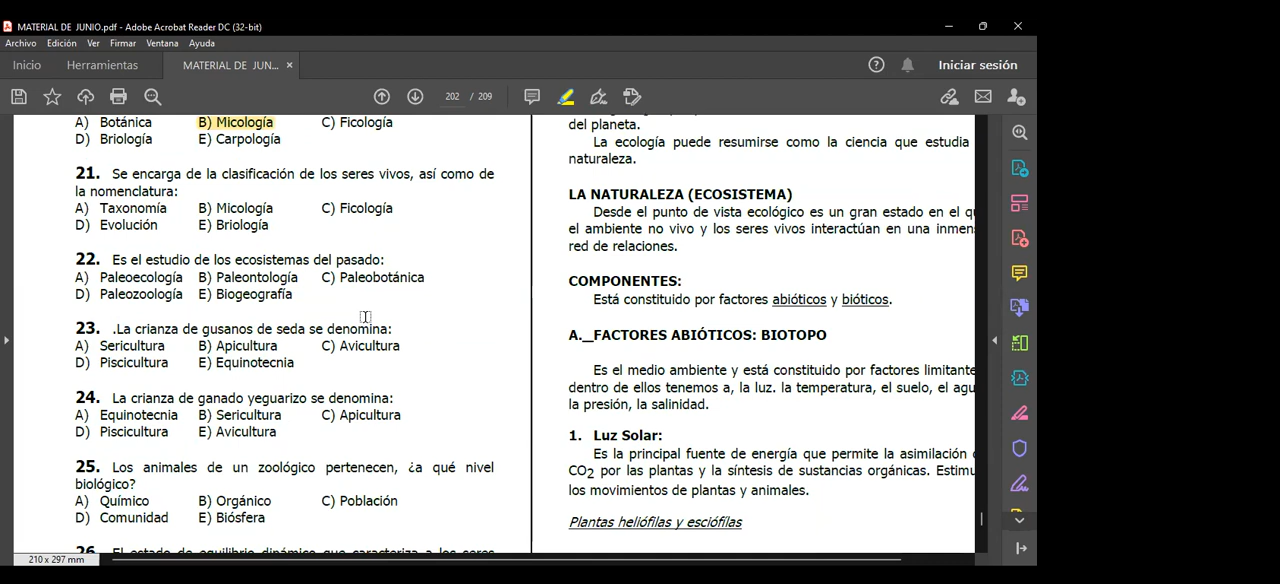 MATERIAL DE JUNIO.pdf - Adobe Acrobat Reader DC (32-bit)
Archivo Edición Ver Firmar Ventana Ayuda
Inicio Herramientas MATERIAL DE JUN... × Iniciar sesión
202 / 209
A) Botánica B) Micología C) Ficología
D) Briología E) Carpología
21. Se encarga de la clasificación de los seres vivos, así como de
la nomenclatura:
A) Taxonomía B) Micología C) Ficología
D) Evolución E) Briología
22. Es el estudio de los ecosistemas del pasado:
A) Paleoecología B) Paleontología C) Paleobotánica
D) Paleozoología E) Biogeografía
23. .La crianza de gusanos de seda se denomina:
A) Sericultura B) Apicultura C) Avicultura
D) Piscicultura E) Equinotecnia
24. La crianza de ganado yeguarizo se denomina:
A) Equinotecnia B) Sericultura C) Apicultura
D) Piscicultura E) Avicultura
25. Los animales de un zoológico pertenecen, ¿a qué nivel
biológico?
A) Químico B) Orgánico C) Población
D) Comunidad E) Biósfera
26. El estado de equilibrio dinámico que caracteriza a los seres
del planeta.
La ecología puede resumirse como la ciencia que estudia
naturaleza.
LA NATURALEZA (ECOSISTEMA)
Desde el punto de vista ecológico es un gran estado en el
el ambiente no vivo y los seres vivos interactúan en una
red de relaciones.
COMPONENTES:
Está constituido por factores abióticos y bióticos.
A._FACTORES ABIÓTICOS: BIOTOPO
Es el medio ambiente y está constituido por factores limitante
dentro de ellos tenemos a, la luz. la temperatura, el suelo, el
la presión, la salinidad.
1. Luz Solar:
Es la principal fuente de energía que permite la asimilación
CO2 por las plantas y la síntesis de sustancias orgánicas.
los movimientos de plantas y animales.
Plantas heliófilas y esciófilas
210 x 297 mm